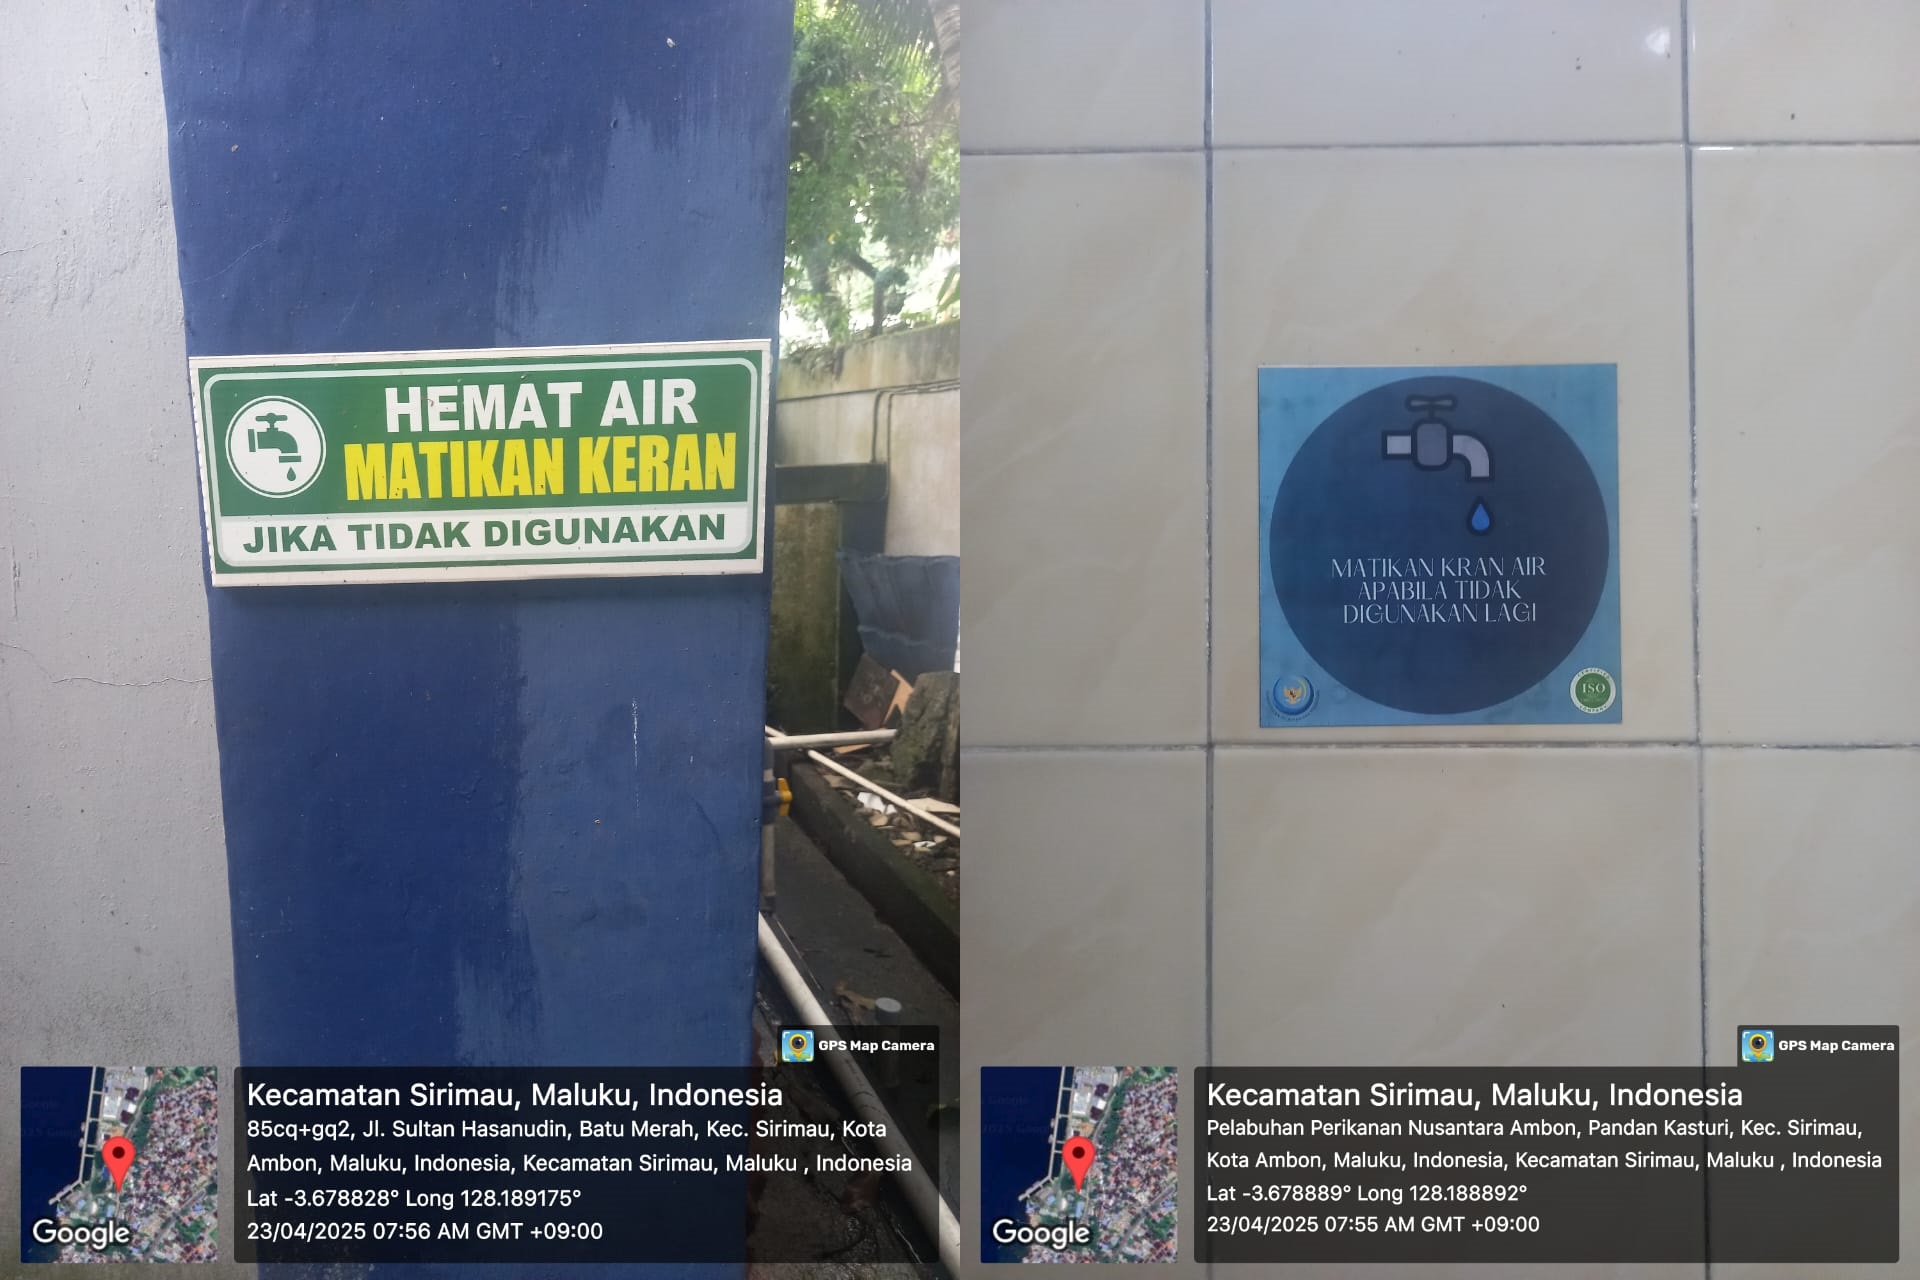 HEMAT AIR
MATIKAN KERAN
JIKA TIDAK DIGUNAKAN
GPS Map Camera
Google
Kecamatan Sirimau, Maluku, Indonesia
85cq+gq2, Jl. Sultan Hasanudin, Batu Merah, Kec. Sirimau, Kota
Ambon, Maluku, Indonesia, Kecamatan Sirimau, Maluku , Indonesia
Lat -3.678828° Long 128.189175°
23/04/2025 07:56 AM GMT +09:00
MATIKAN KRAN AIR
APABILA TIDAK
DIGUNAKAN LAGI
CERTIFIED
ISO
COMPANY
GPS Map Camera
Google
Kecamatan Sirimau, Maluku, Indonesia
Pelabuhan Perikanan Nusantara Ambon, Pandan Kasturi, Kec. Sirimau,
Kota Ambon, Maluku, Indonesia, Kecamatan Sirimau, Maluku , Indonesia
Lat -3.678889° Long 128.188892°
23/04/2025 07:55 AM GMT +09:00